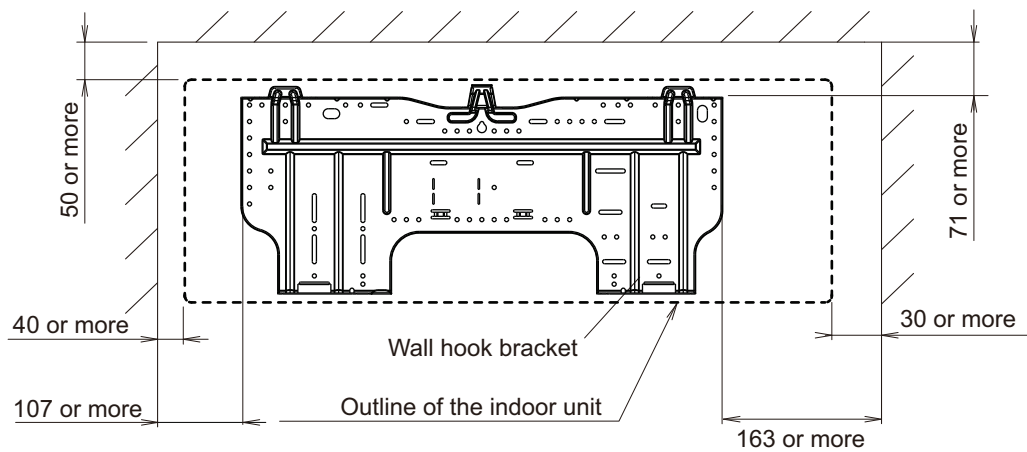 50 or more
71 or more
40 or more
30 or more
Wall hook bracket
107 or more
Outline of the indoor unit
163 or more